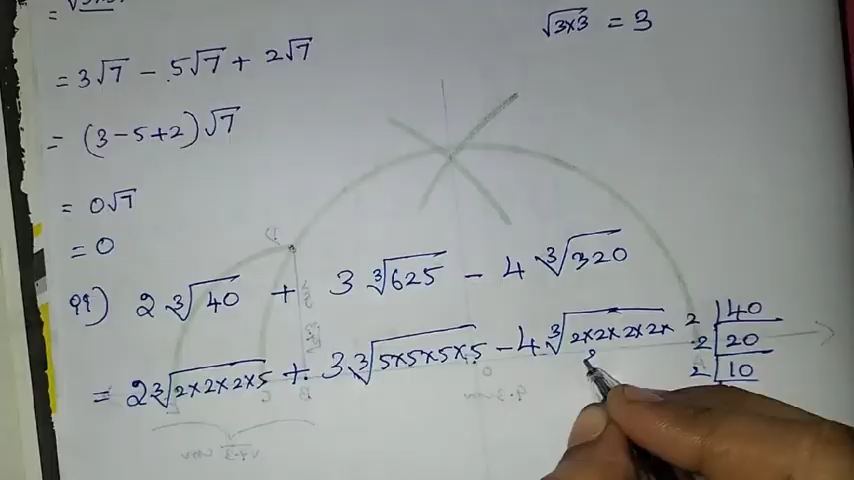 √3×3 = 3
= 3√7 - 5√7 + 2√7
= (3-5+2)√7
= 0√7
= 0
2 ∛40 + 3 ∛625 - 4 ∛320
= 2∛2×2×2×5 + 3∛5×5×5×5 - 4∛2×2×2×2×
2 | 40
2 | 20
2 | 10